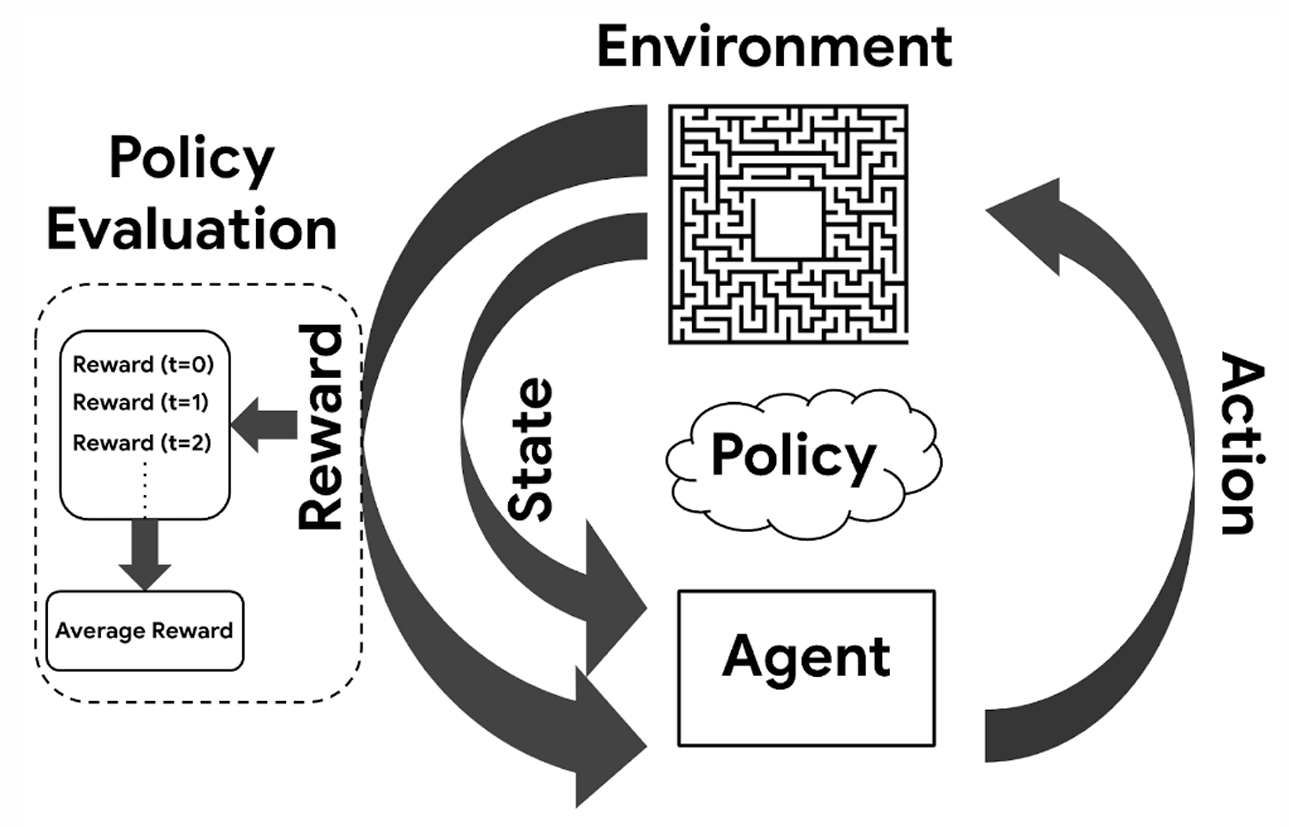 Environment
Policy
Evaluation
Reward (t=0)
Reward (t=1)
Reward (t=2)
Average Reward
Reward
State
Policy
Agent
Action